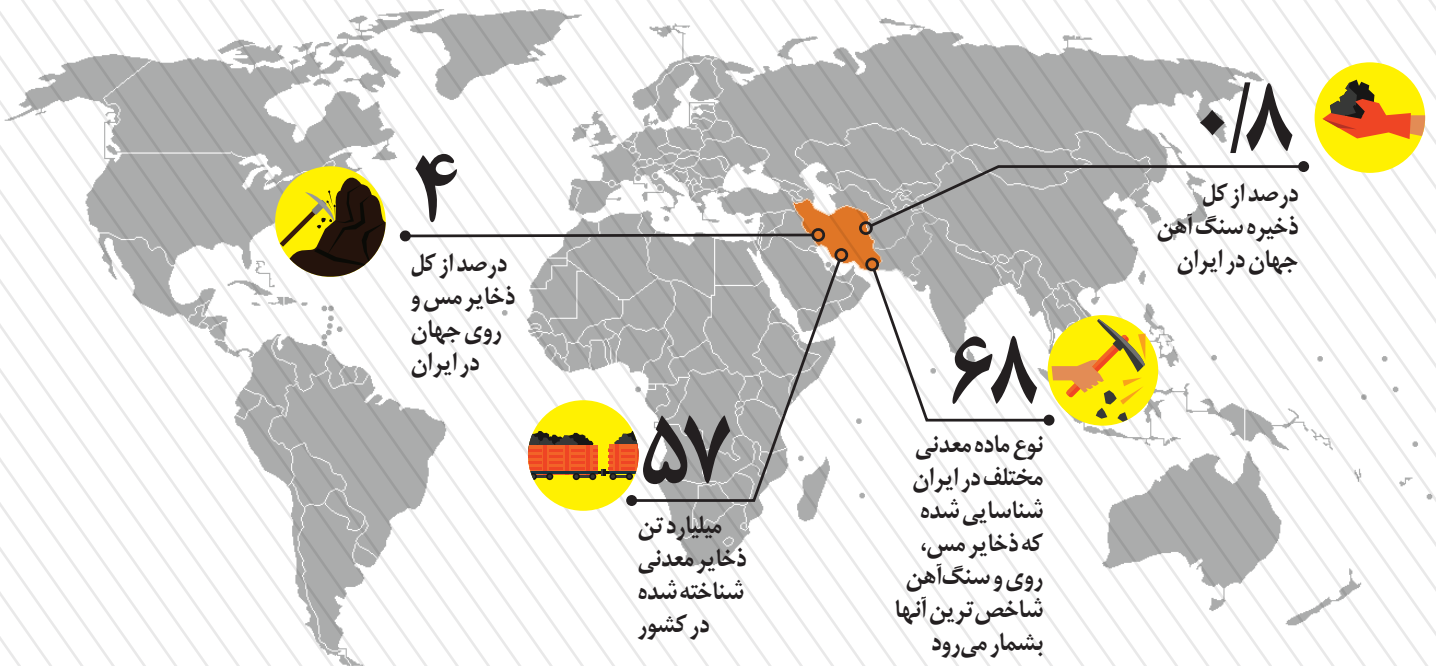 ۰/۸
درصد از کل
ذخیره سنگ آهن
جهان در ایران
۴
درصد از کل
ذخایر مس و
روی جهان
در ایران
۶۸
نوع ماده معدنی
مختلف در ایران
شناسایی شده
که ذخایر مس،
روی و سنگ‌آهن
شاخص ترین آنها
بشمار می‌رود
۵۷
میلیارد تن
ذخایر معدنی
شناخته شده
در کشور